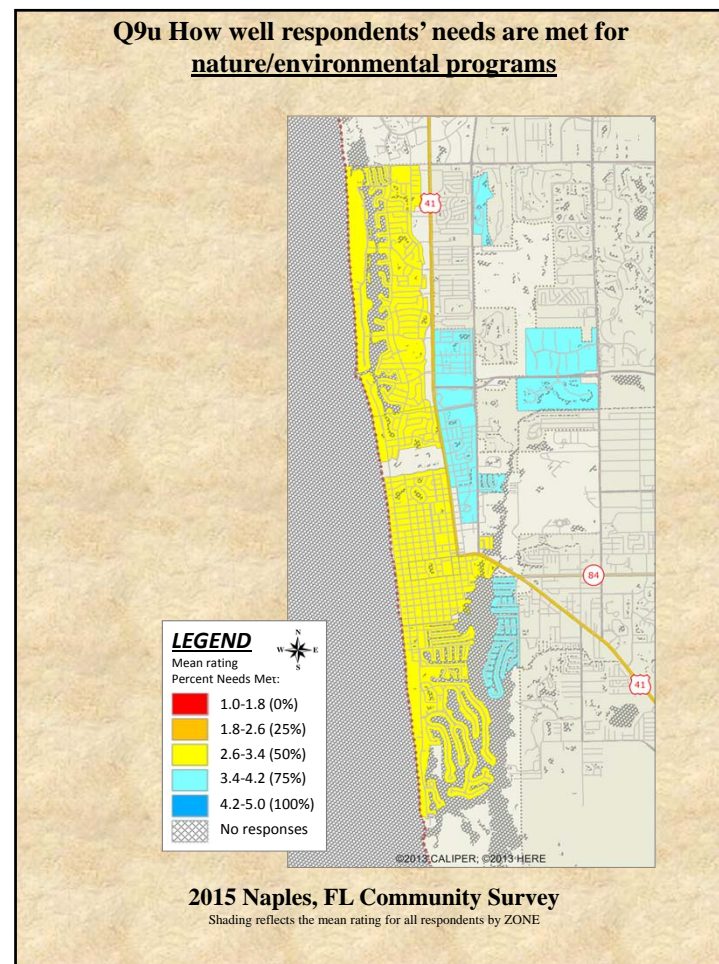 Q9u How well respondents’ needs are met for
nature/environmental programs
41
84
41
LEGEND
N
W E
S
Mean rating
Percent Needs Met:
1.0-1.8 (0%)
1.8-2.6 (25%)
2.6-3.4 (50%)
3.4-4.2 (75%)
4.2-5.0 (100%)
No responses
©2013 CALIPER; ©2013 HERE
2015 Naples, FL Community Survey
Shading reflects the mean rating for all respondents by ZONE